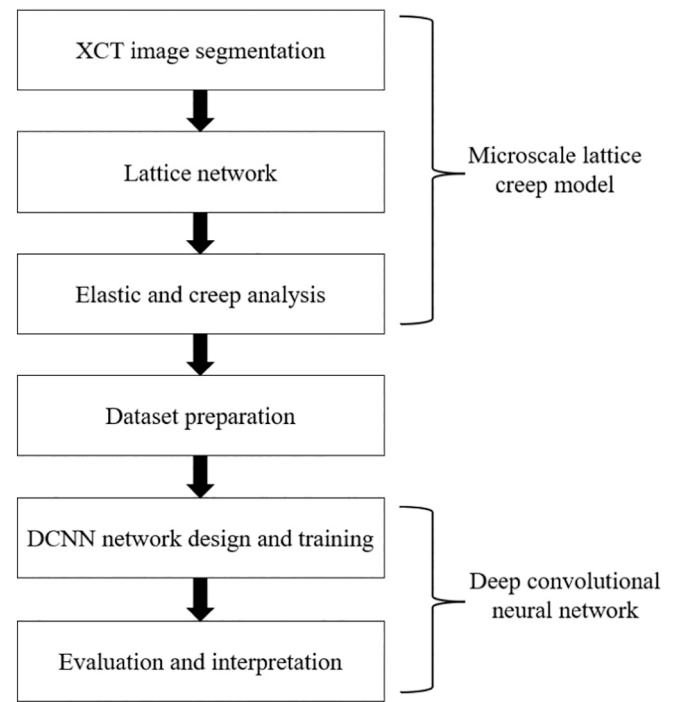 XCT image segmentation
Lattice network
Elastic and creep analysis
Microscale lattice
creep model
Dataset preparation
DCNN network design and training
Evaluation and interpretation
Deep convolutional
neural network